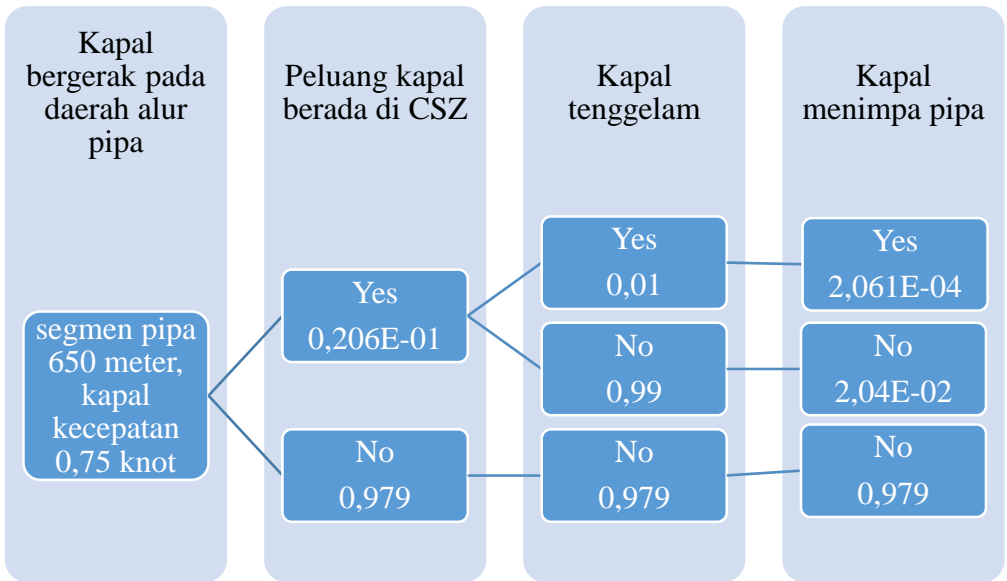 Kapal
bergerak pada
daerah alur
pipa
segmen pipa
650 meter,
kapal
kecepatan
0,75 knot
Peluang kapal
berada di CSZ
Yes
0,206E-01
No
0,979
Kapal
tenggelam
Yes
0,01
No
0,99
No
0,979
Kapal
menimpa pipa
Yes
2,061E-04
No
2,04E-02
No
0,979